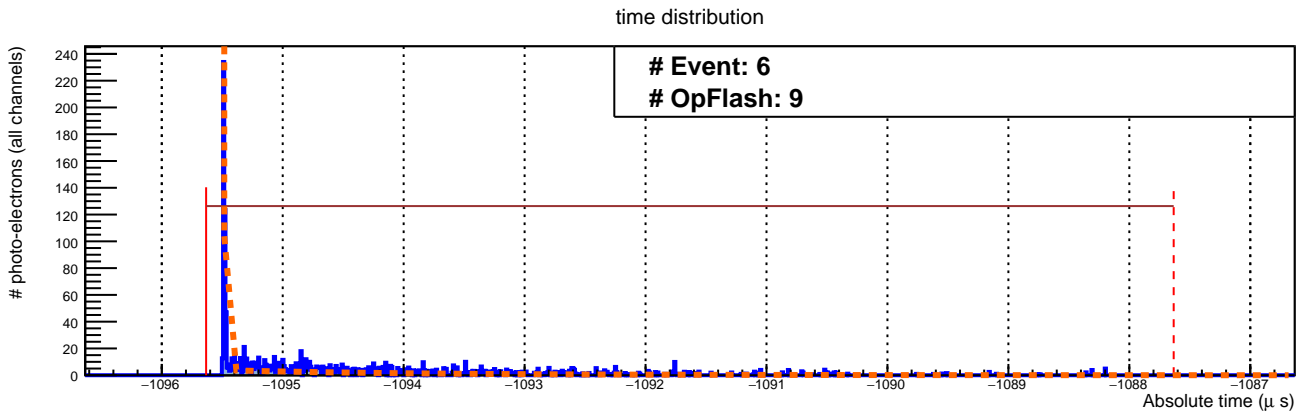 time distribution
# Event: 6
# OpFlash: 9
# photo-electrons (all channels)
240
220
200
180
160
140
120
100
80
60
40
20
0
−1096 −1095 −1094 −1093 −1092 −1091 −1090 −1089 −1088 −1087
Absolute time (μ s)